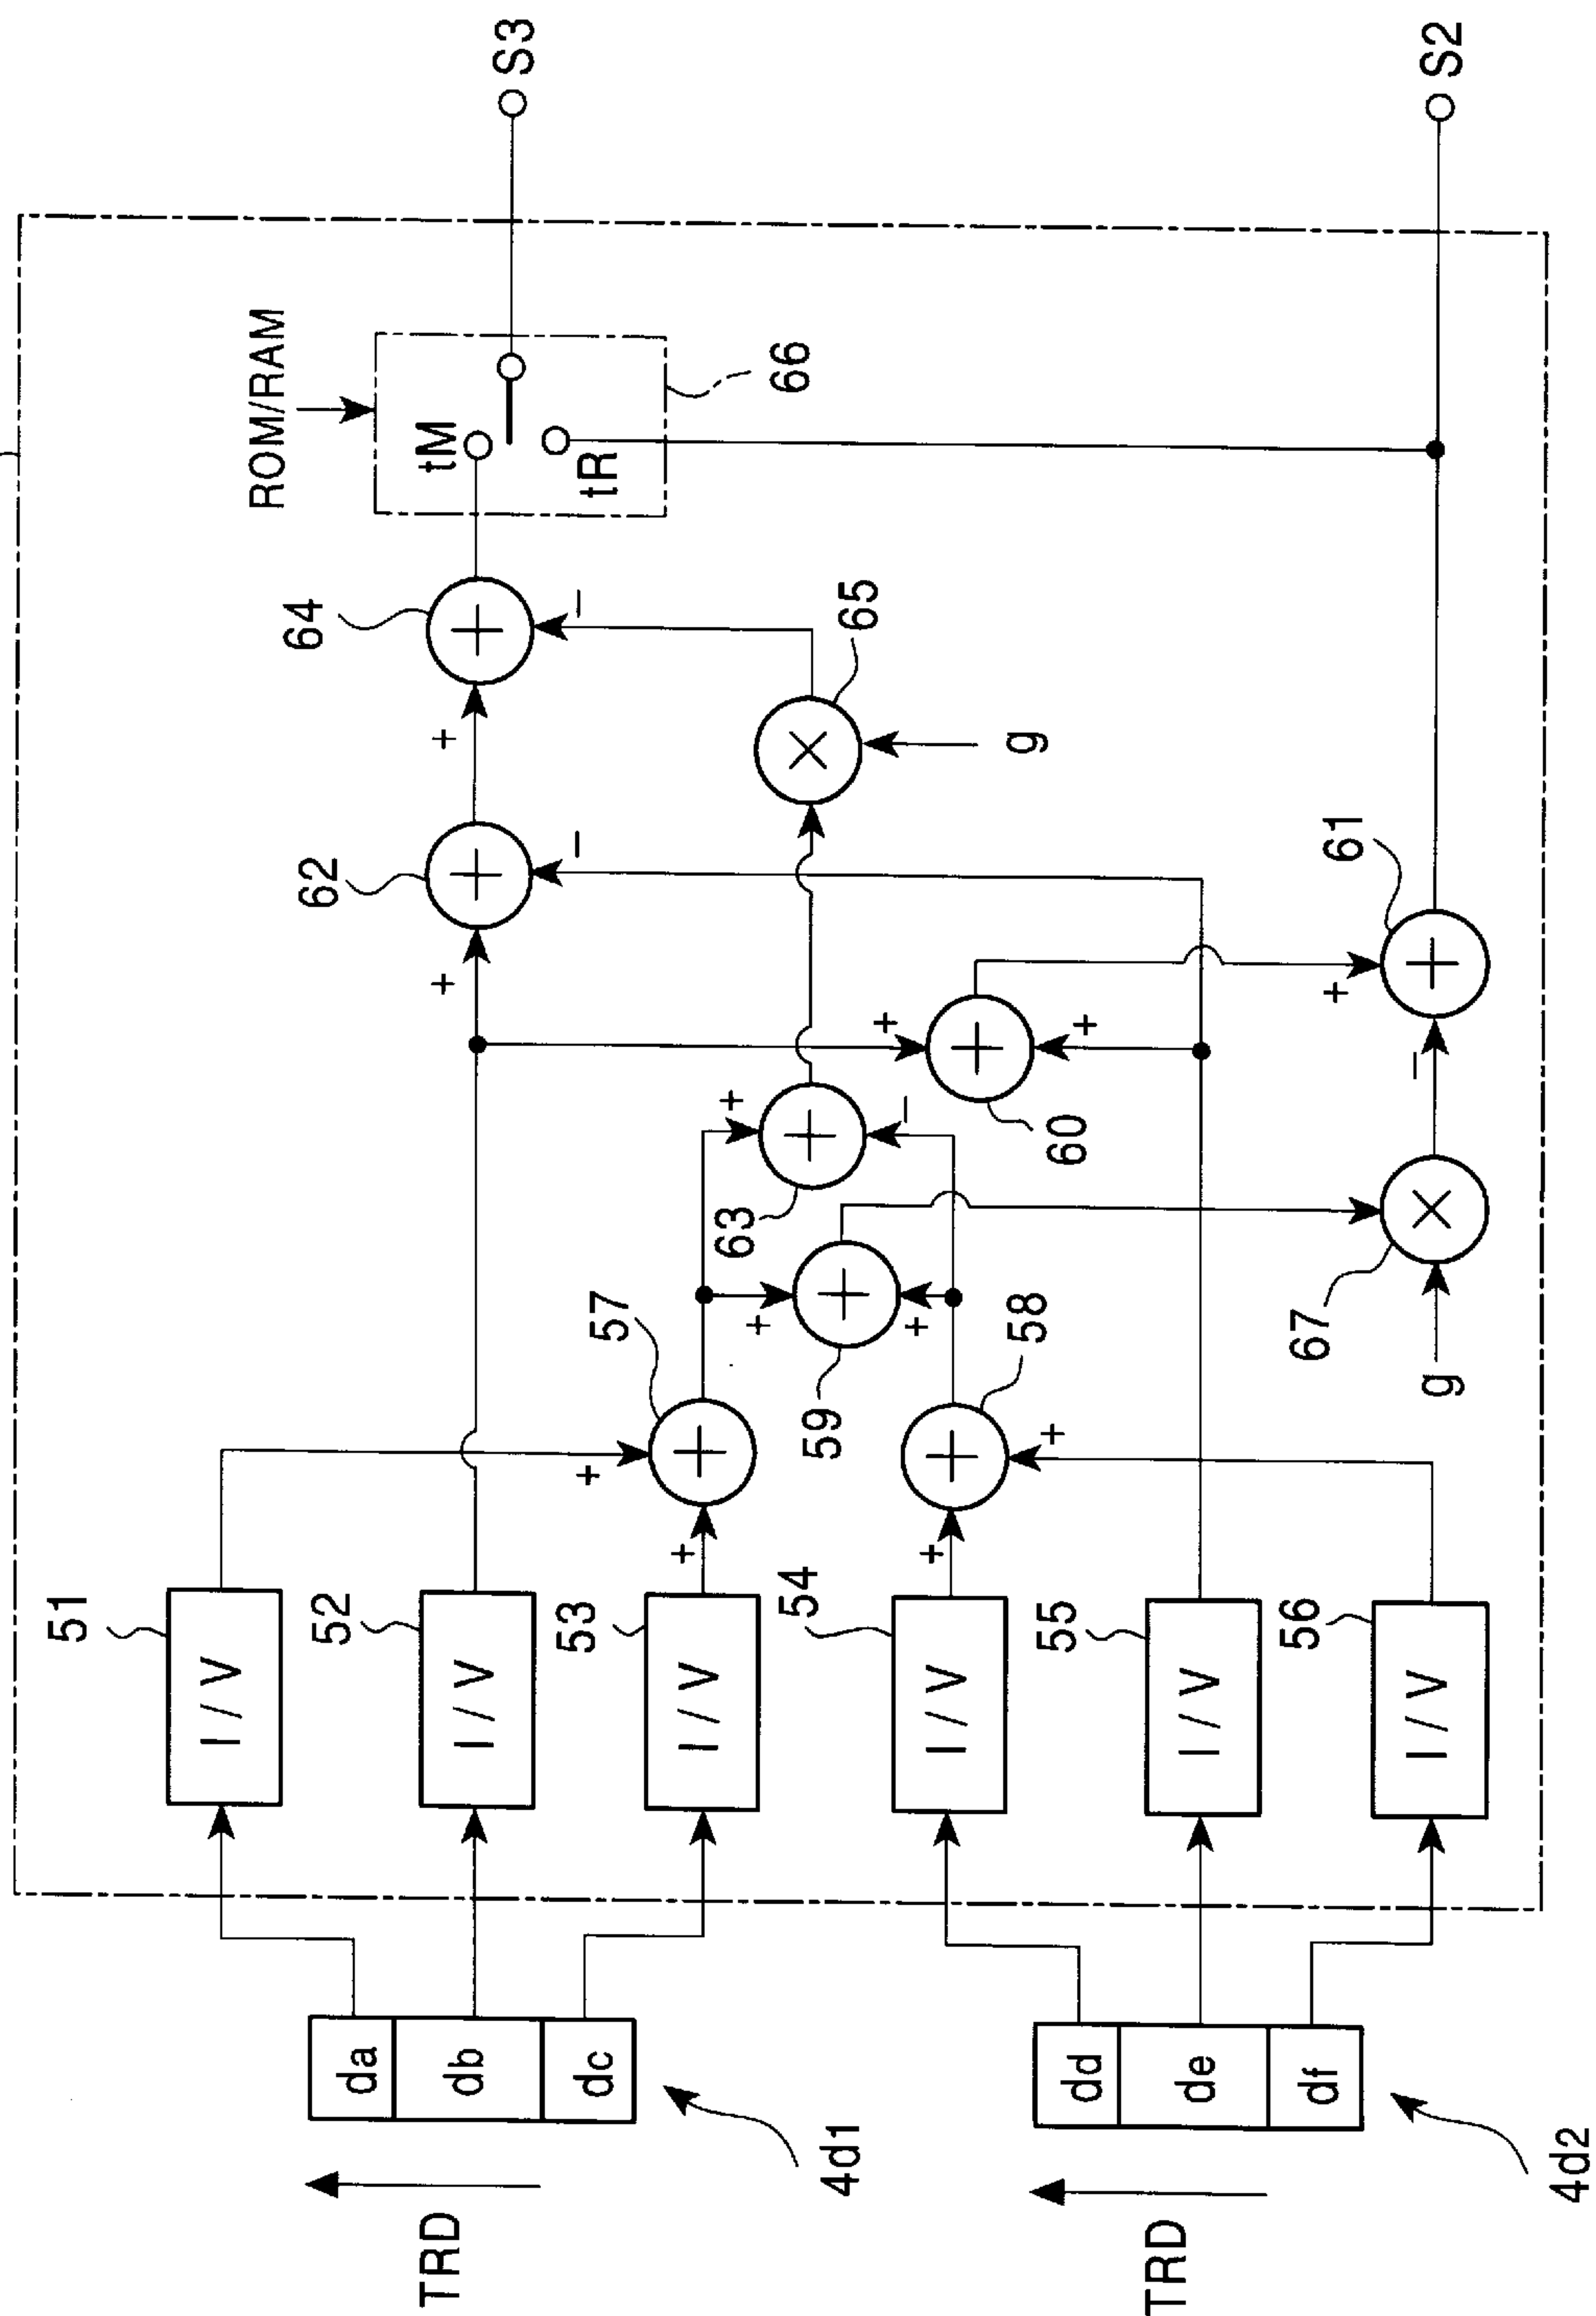 S3
S2
ROM/RAM
tM
tR
66
64
65
g
62
61
+
−
+
−
+
+
+
60
63
+
−
59
+
+
57
58
67
g
−
+
+
+
+
51
52
53
54
55
56
I/V
I/V
I/V
I/V
I/V
I/V
da
db
dc
dd
de
df
4d1
4d2
TRD
TRD